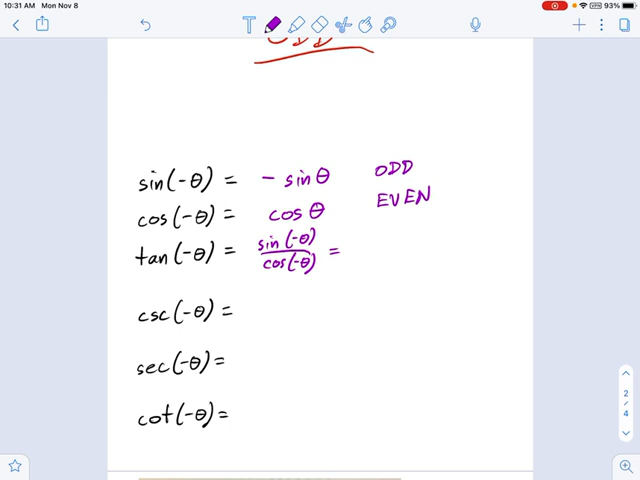 10:31 AM Mon Nov 8
93%
ODD
sin(-θ) = - sin θ ODD
cos(-θ) = cos θ EVEN
tan(-θ) = sin(-θ)/cos(-θ) =
csc(-θ) =
sec(-θ) =
cot(-θ) =
2
/
4